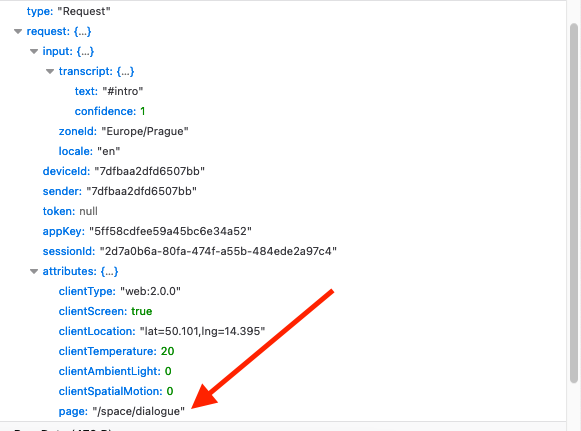 type: "Request"
request: {...}
input: {...}
transcript: {...}
text: "#intro"
confidence: 1
zoneId: "Europe/Prague"
locale: "en"
deviceId: "7dfbaa2dfd6507bb"
sender: "7dfbaa2dfd6507bb"
token: null
appKey: "5ff58cdfee59a45bc6e34a52"
sessionId: "2d7a0b6a-80fa-474f-a55b-484ede2a97c4"
attributes: {...}
clientType: "web:2.0.0"
clientScreen: true
clientLocation: "lat=50.101,lng=14.395"
clientTemperature: 20
clientAmbientLight: 0
clientSpatialMotion: 0
page: "/space/dialogue"